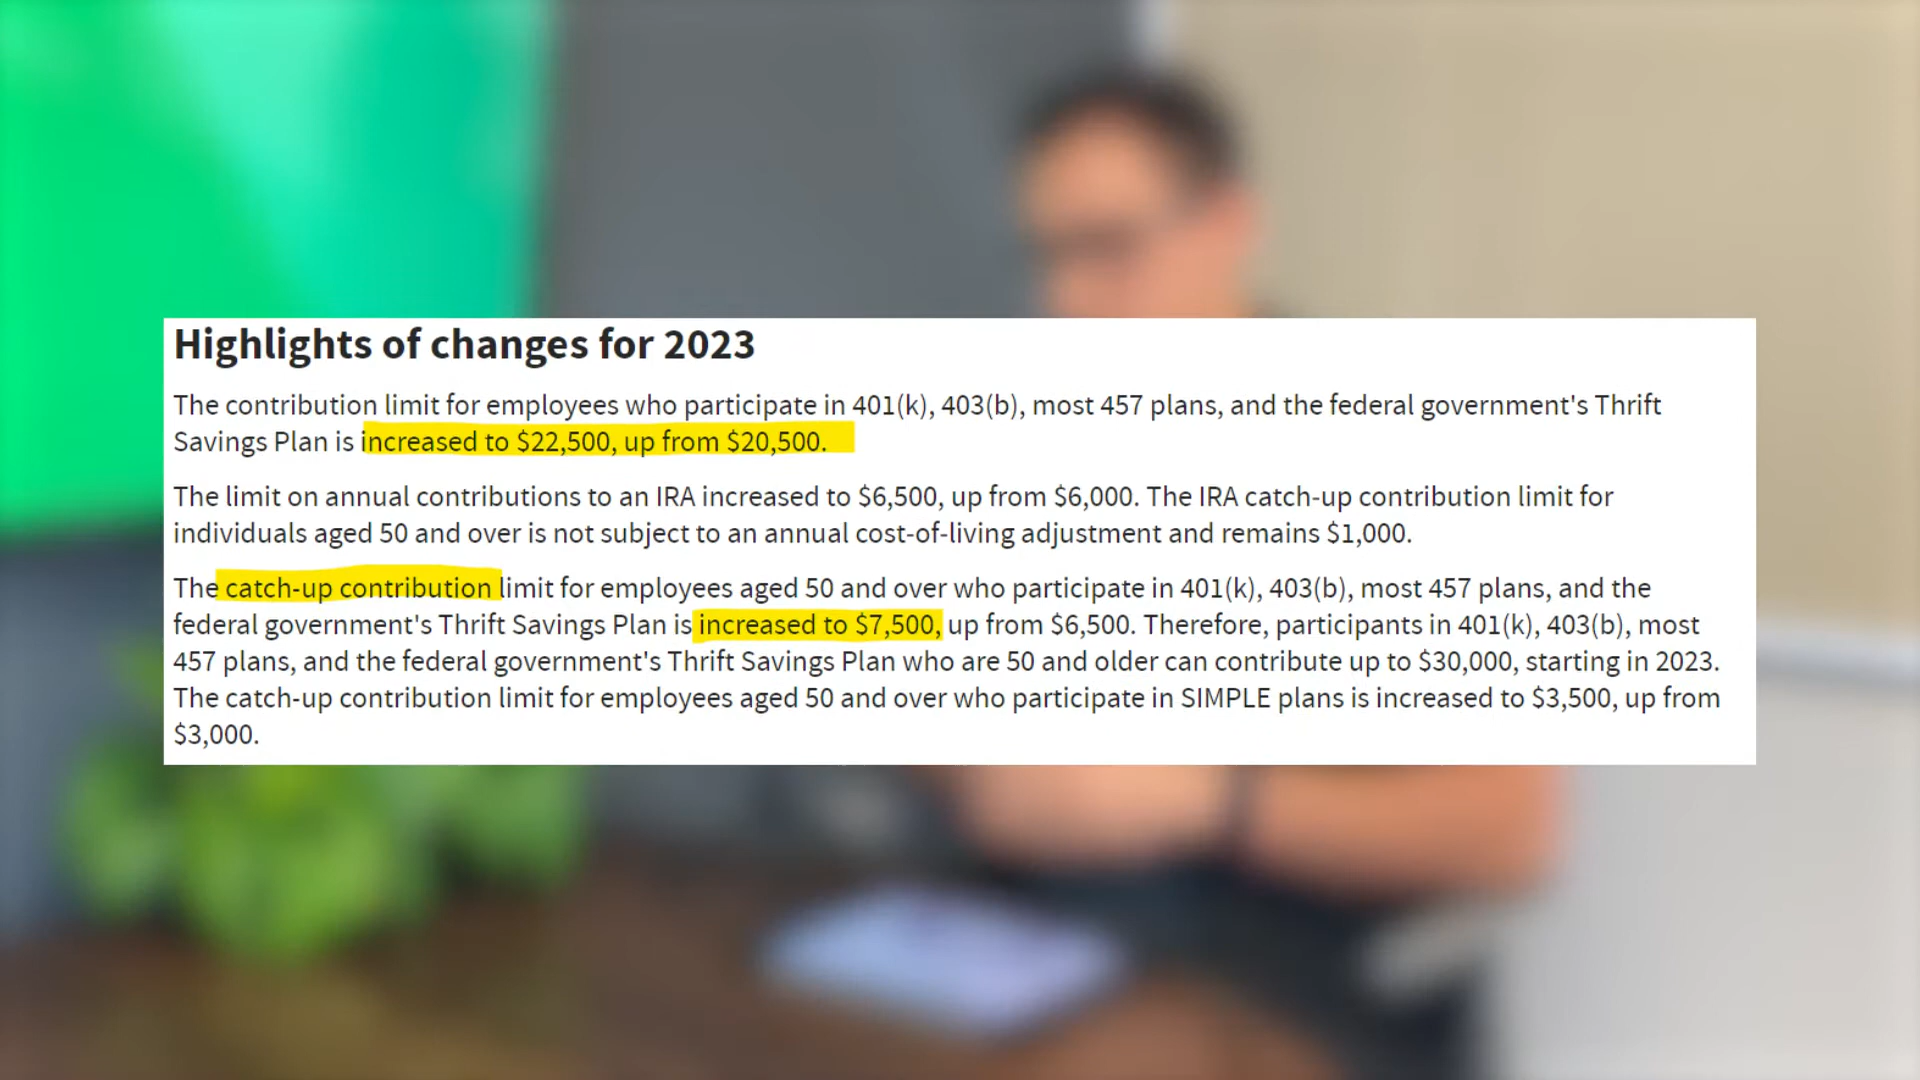 Highlights of changes for 2023
The contribution limit for employees who participate in 401(k), 403(b), most 457 plans, and the federal government's Thrift
Savings Plan is increased to $22,500, up from $20,500.
The limit on annual contributions to an IRA increased to $6,500, up from $6,000. The IRA catch-up contribution limit for
individuals aged 50 and over is not subject to an annual cost-of-living adjustment and remains $1,000.
The catch-up contribution limit for employees aged 50 and over who participate in 401(k), 403(b), most 457 plans, and the
federal government's Thrift Savings Plan is increased to $7,500, up from $6,500. Therefore, participants in 401(k), 403(b), most
457 plans, and the federal government's Thrift Savings Plan who are 50 and older can contribute up to $30,000, starting in 2023.
The catch-up contribution limit for employees aged 50 and over who participate in SIMPLE plans is increased to $3,500, up from
$3,000.